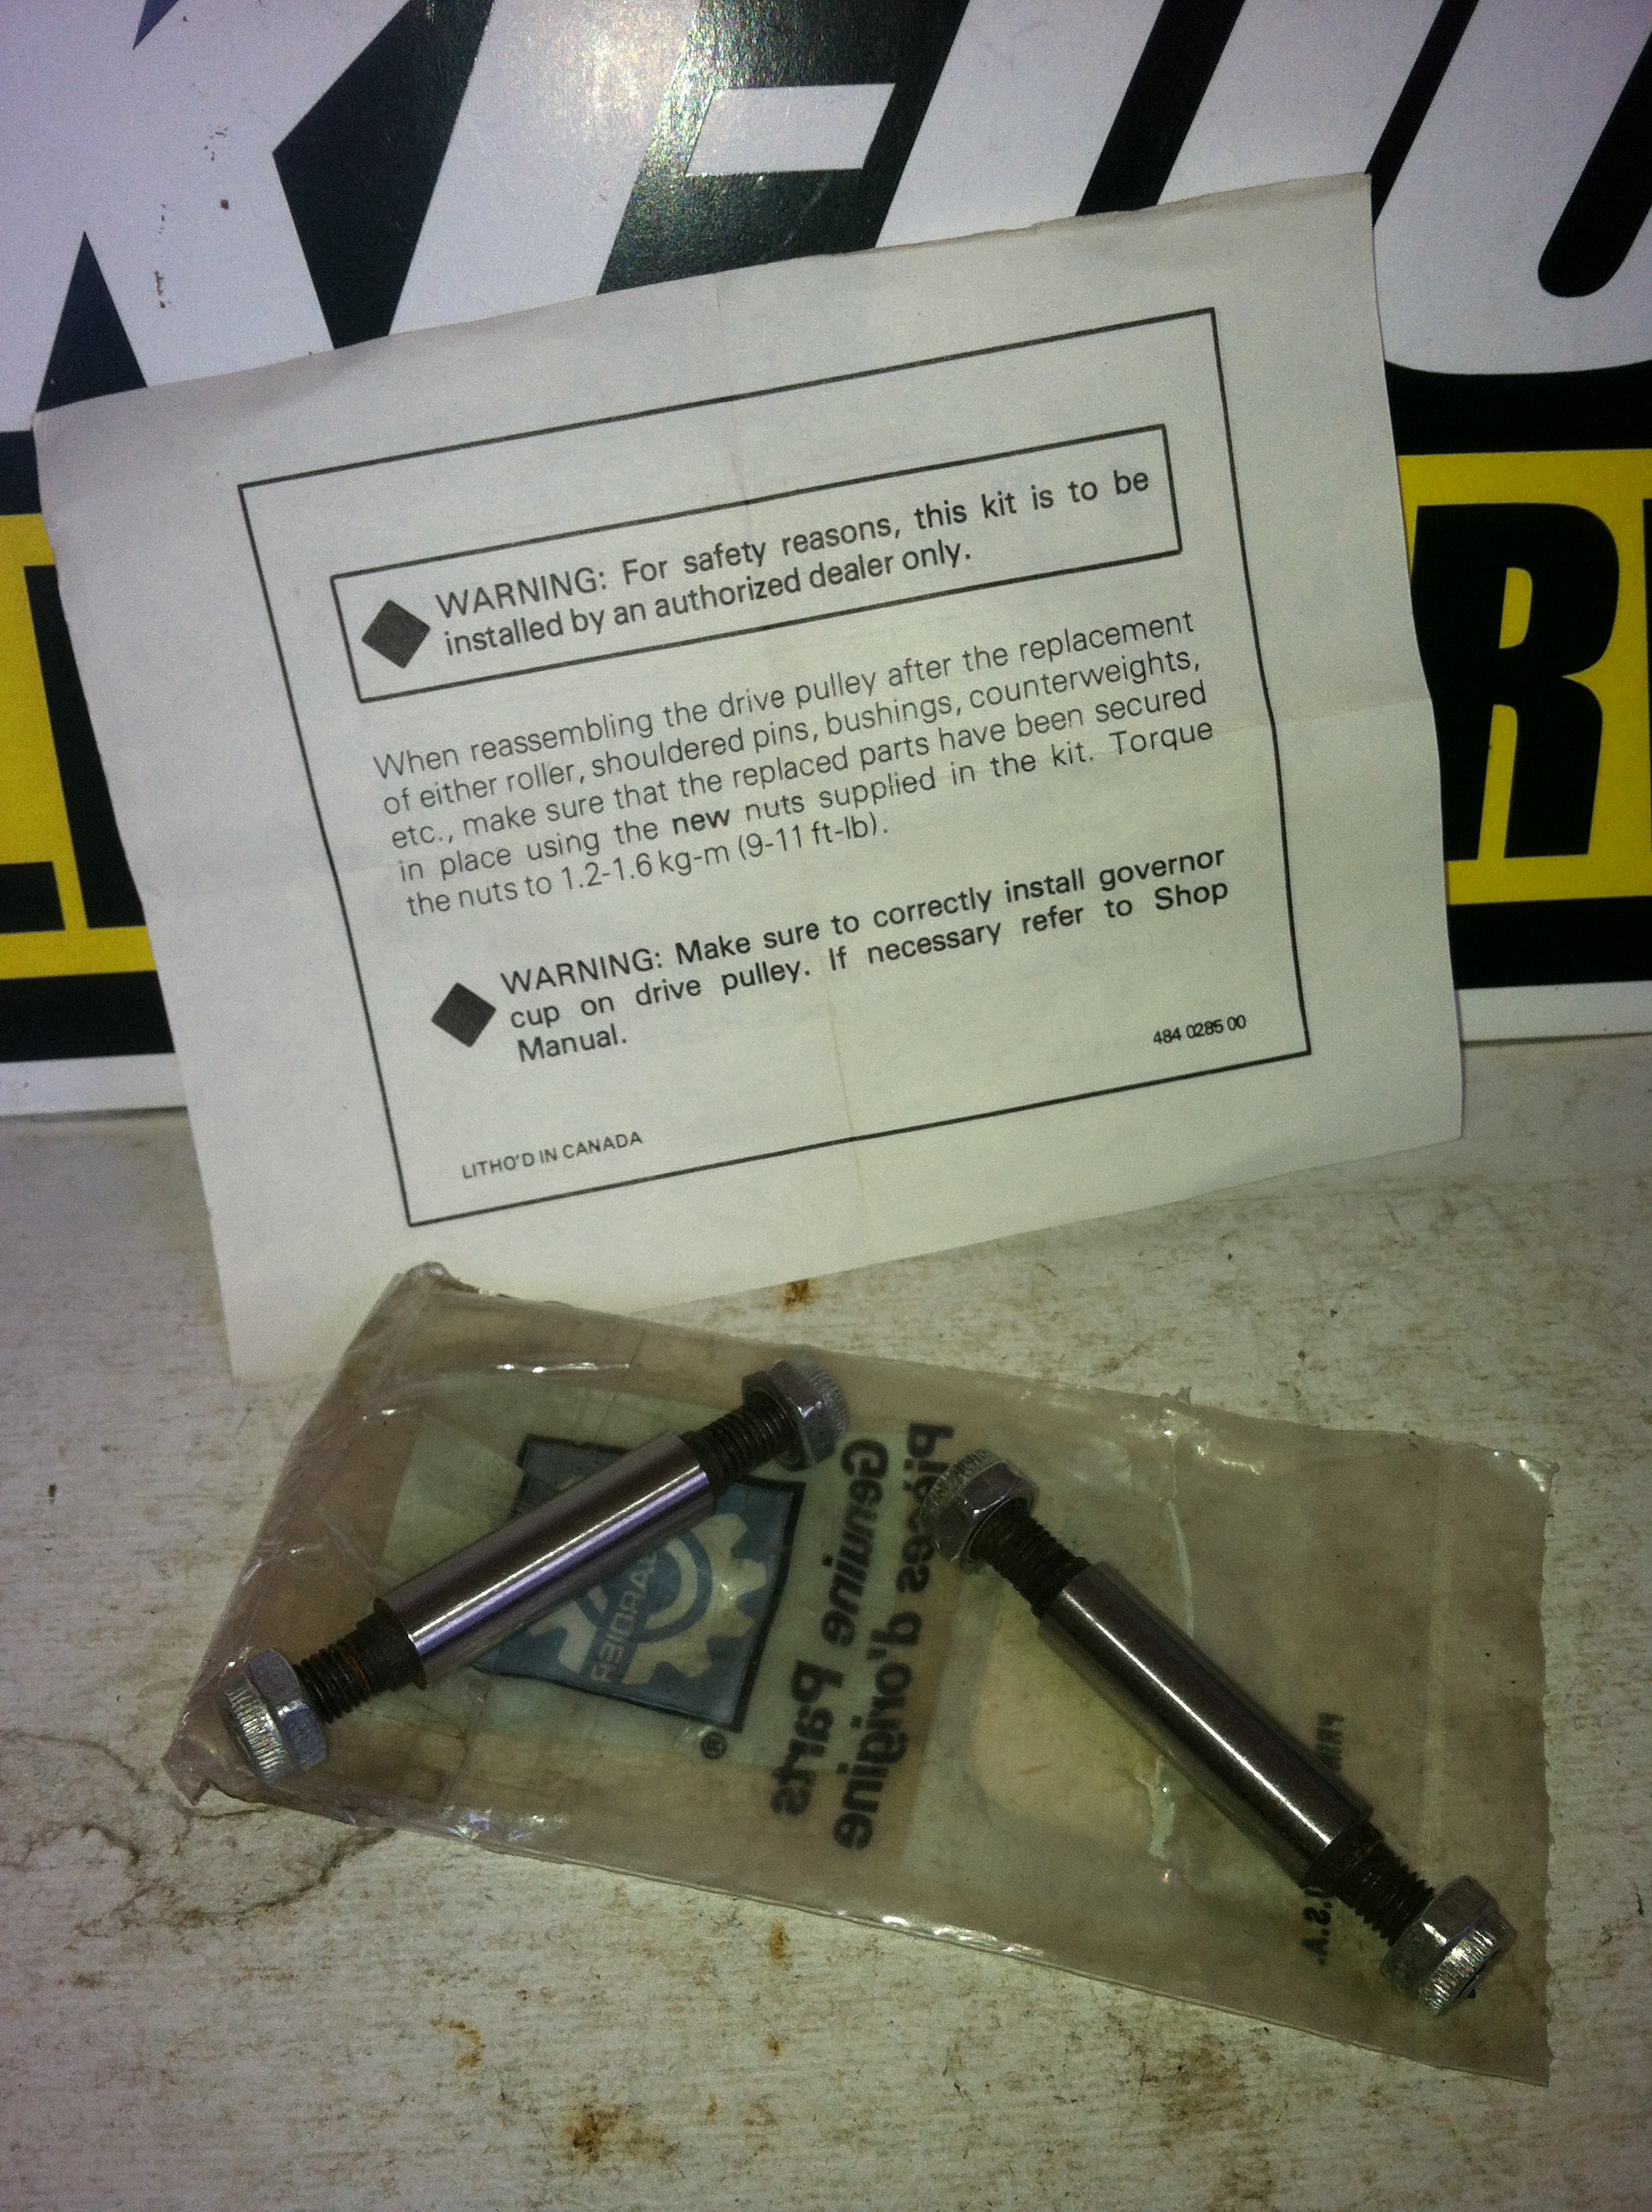 WARNING: For safety reasons, this kit is to be
installed by an authorized dealer only.
When reassembling the drive pulley after the replacement
of either roller, shouldered pins, bushings, counterweights,
etc., make sure that the replaced parts have been secured
in place using the new nuts supplied in the kit. Torque
the nuts to 1.2-1.6 kg-m (9-11 ft-lb).
WARNING: Make sure to correctly install governor
cup on drive pulley. If necessary refer to Shop
Manual.
484 0285 00
LITHO'D IN CANADA
Pièces d'origine
Genuine Parts
®